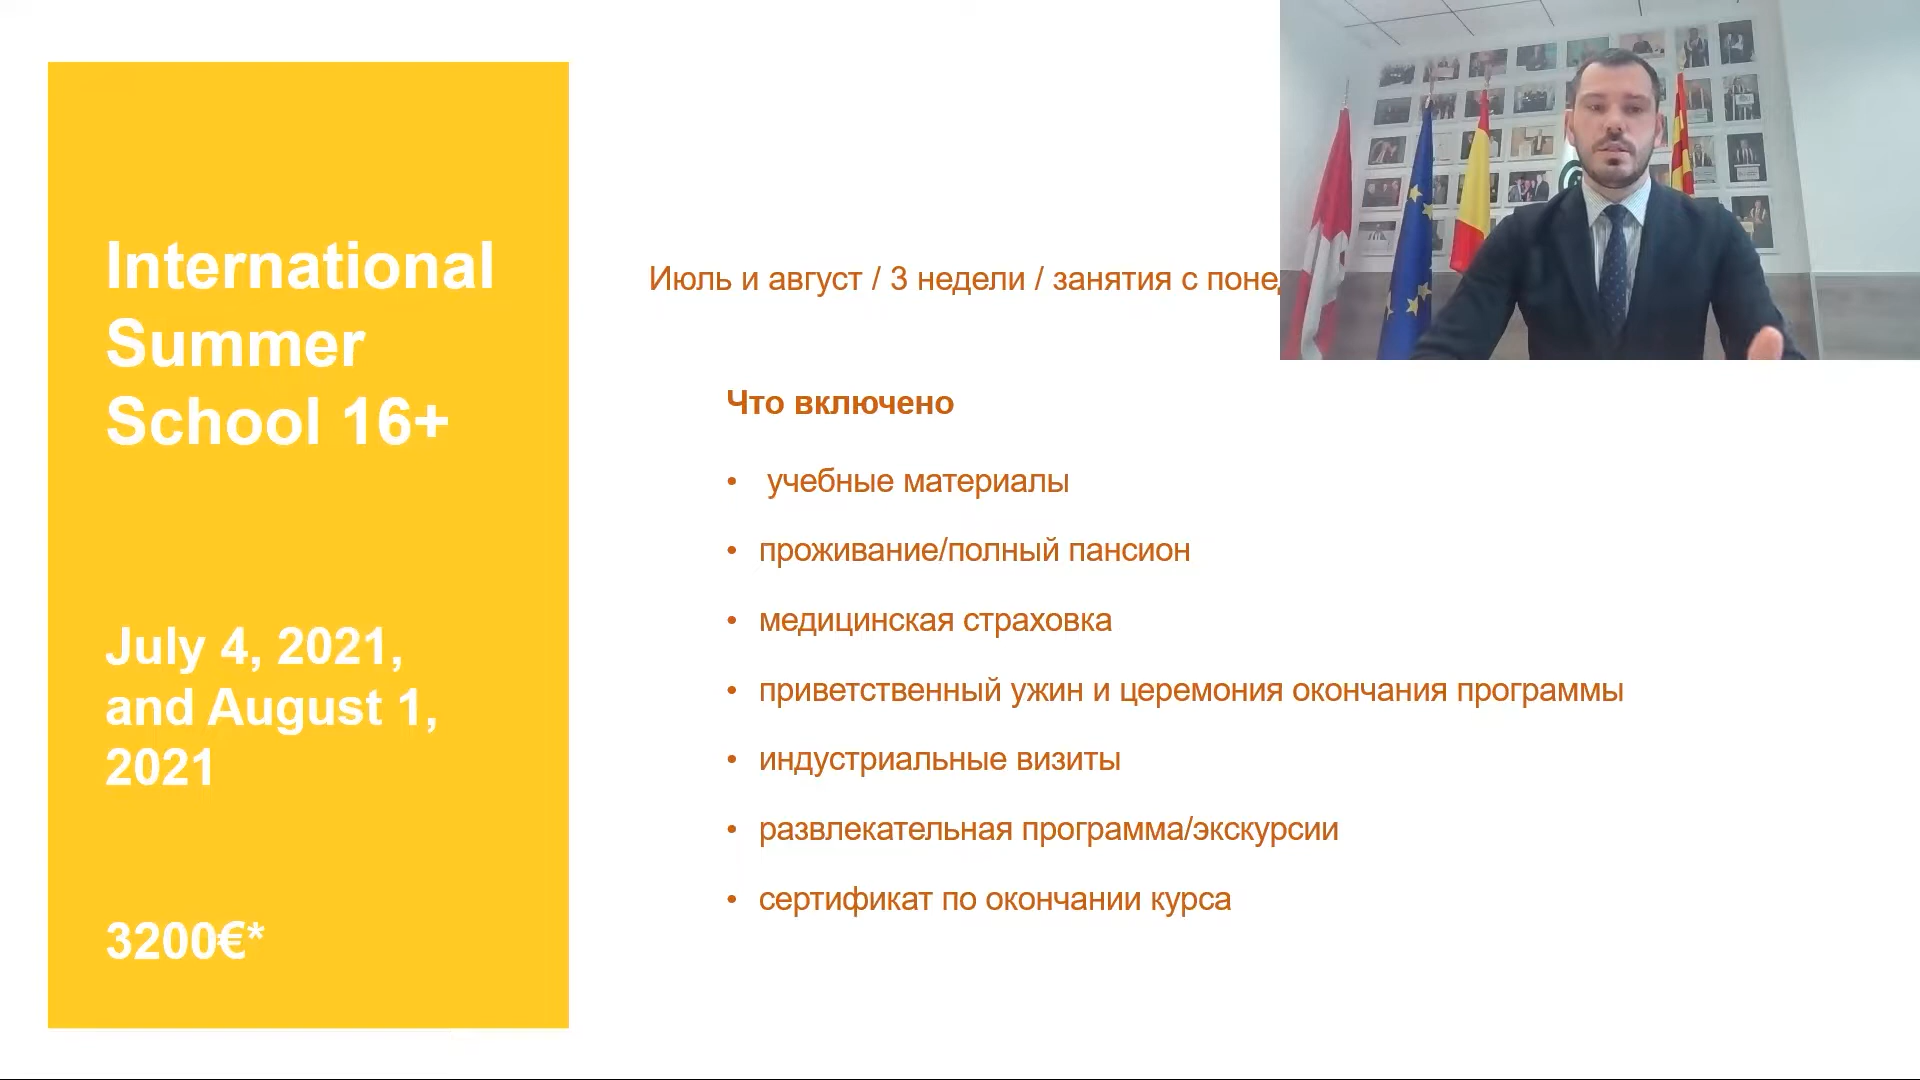 International
Summer
School 16+
July 4, 2021,
and August 1,
2021
3200€*
Июль и август / 3 недели / занятия с
Что включено
• учебные материалы
• проживание/полный пансион
• медицинская страховка
• приветственный ужин и церемония окончания программы
• индустриальные визиты
• развлекательная программа/экскурсии
• сертификат по окончании курса